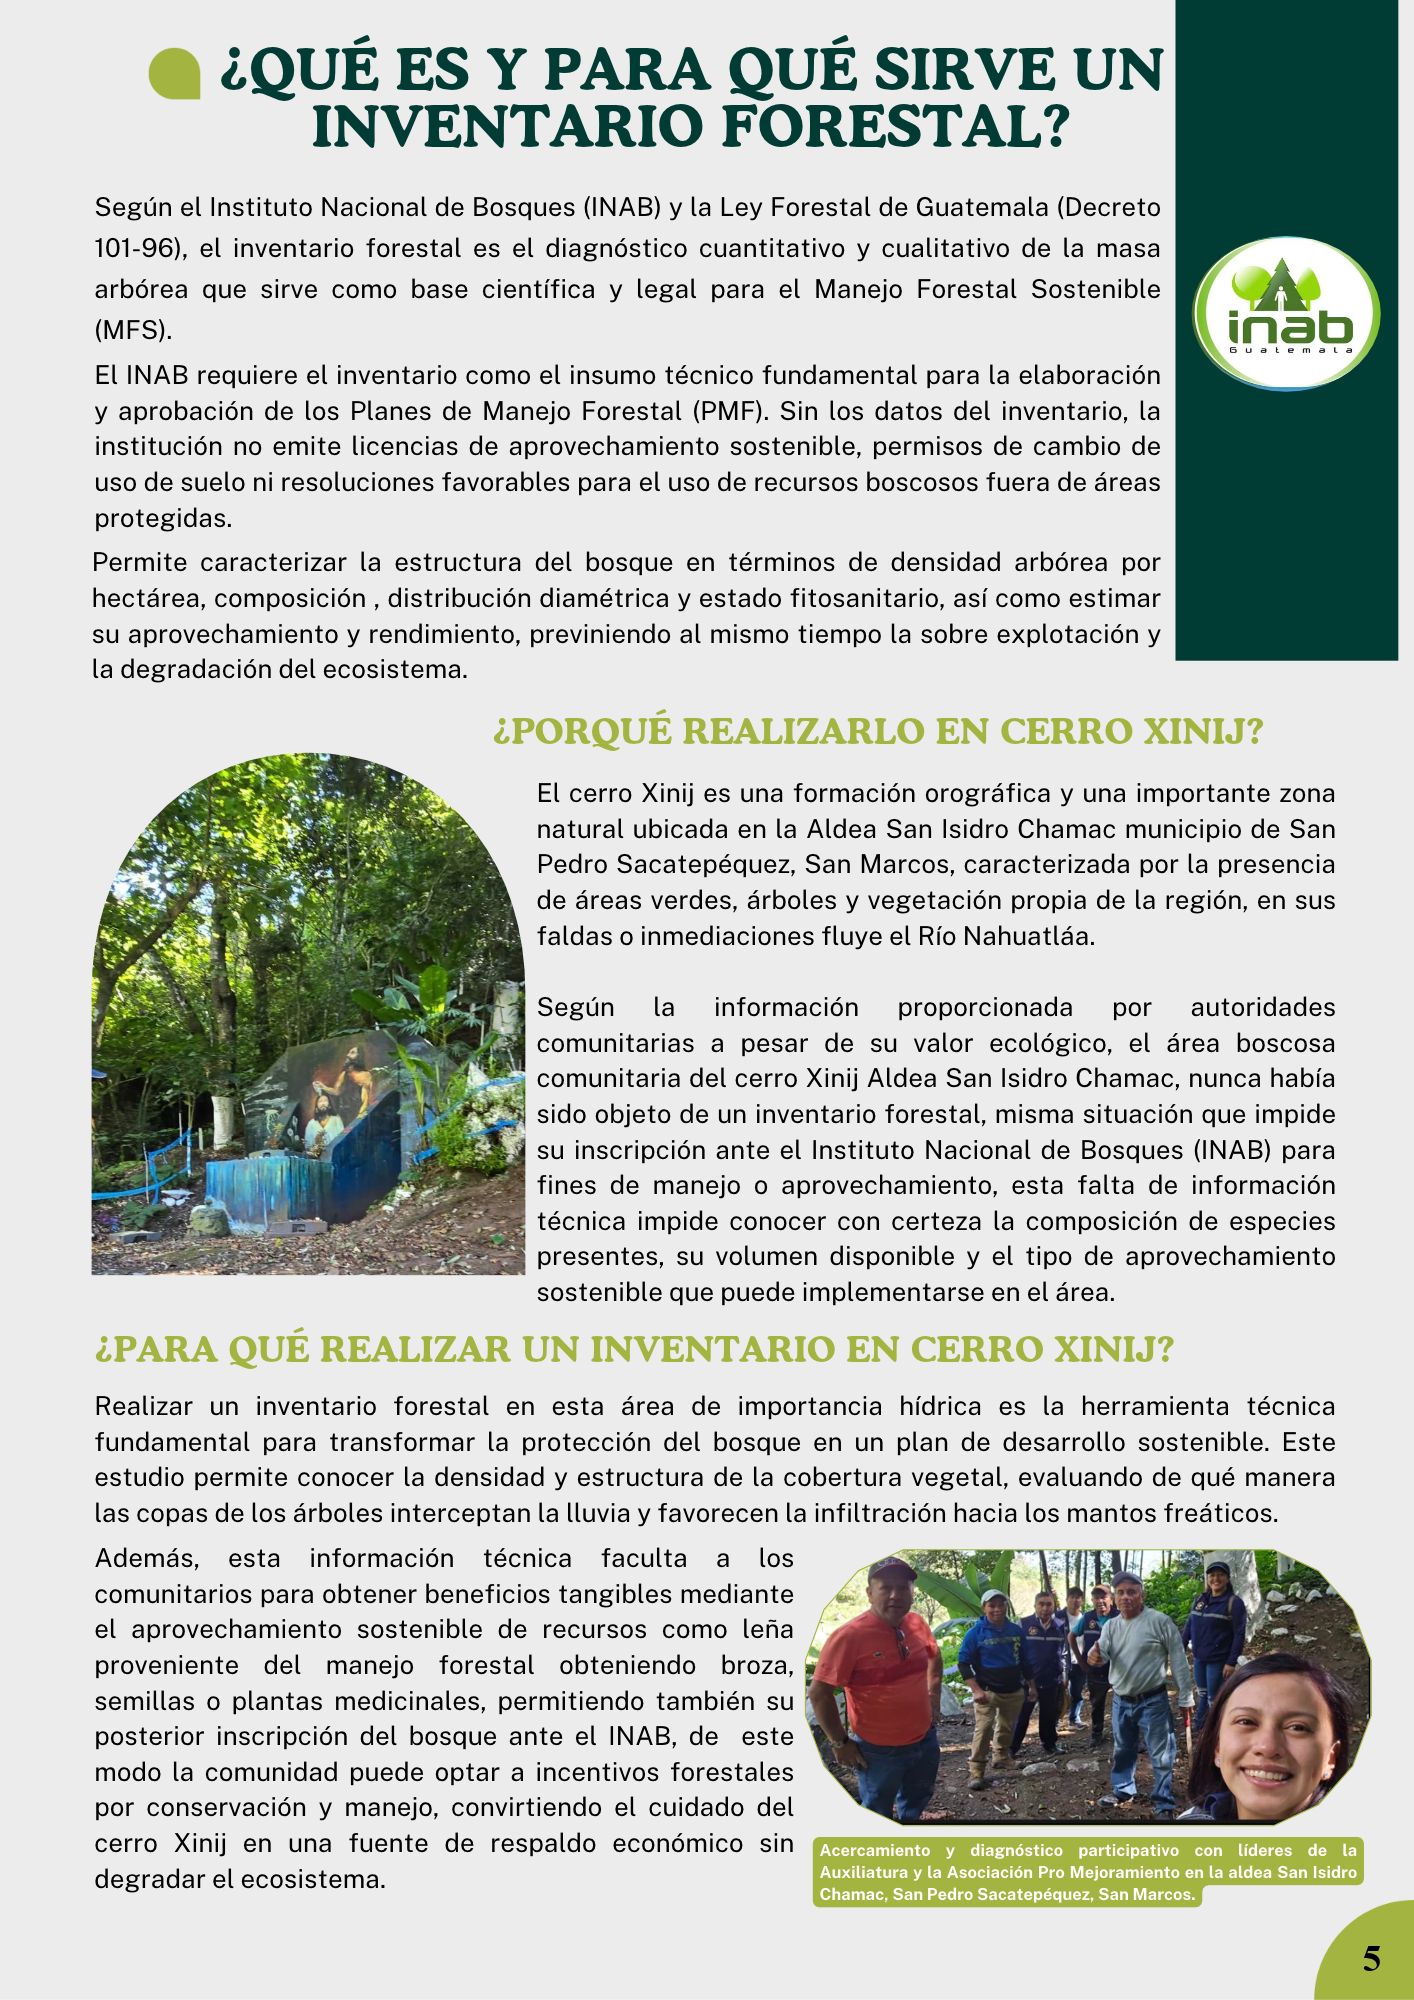 ¿QUÉ ES Y PARA QUÉ SIRVE UN
INVENTARIO FORESTAL?
Según el Instituto Nacional de Bosques (INAB) y la Ley Forestal de Guatemala (Decreto
101-96), el inventario forestal es el diagnóstico cuantitativo y cualitativo de la masa
arbórea que sirve como base científica y legal para el Manejo Forestal Sostenible
(MFS).
inab
Guatemala
El INAB requiere el inventario como el insumo técnico fundamental para la elaboración
y aprobación de los Planes de Manejo Forestal (PMF). Sin los datos del inventario, la
institución no emite licencias de aprovechamiento sostenible, permisos de cambio de
uso de suelo ni resoluciones favorables para el uso de recursos boscosos fuera de áreas
protegidas.
Permite caracterizar la estructura del bosque en términos de densidad arbórea por
hectárea, composición , distribución diamétrica y estado fitosanitario, así como estimar
su aprovechamiento y rendimiento, previniendo al mismo tiempo la sobre explotación y
la degradación del ecosistema.
¿PORQUÉ REALIZARLO EN CERRO XINIJ?
El cerro Xinij es una formación orográfica y una importante zona
natural ubicada en la Aldea San Isidro Chamac municipio de San
Pedro Sacatepéquez, San Marcos, caracterizada por la presencia
de áreas verdes, árboles y vegetación propia de la región, en sus
faldas o inmediaciones fluye el Río Nahuatláa.
Según la información proporcionada por autoridades
comunitarias a pesar de su valor ecológico, el área boscosa
comunitaria del cerro Xinij Aldea San Isidro Chamac, nunca había
sido objeto de un inventario forestal, misma situación que impide
su inscripción ante el Instituto Nacional de Bosques (INAB) para
fines de manejo o aprovechamiento, esta falta de información
técnica impide conocer con certeza la composición de especies
presentes, su volumen disponible y el tipo de aprovechamiento
sostenible que puede implementarse en el área.
¿PARA QUÉ REALIZAR UN INVENTARIO EN CERRO XINIJ?
Realizar un inventario forestal en esta área de importancia hídrica es la herramienta técnica
fundamental para transformar la protección del bosque en un plan de desarrollo sostenible. Este
estudio permite conocer la densidad y estructura de la cobertura vegetal, evaluando de qué manera
las copas de los árboles interceptan la lluvia y favorecen la infiltración hacia los mantos freáticos.
Además, esta información técnica faculta a los
comunitarios para obtener beneficios tangibles mediante
el aprovechamiento sostenible de recursos como leña
proveniente del manejo forestal obteniendo broza,
semillas o plantas medicinales, permitiendo también su
posterior inscripción del bosque ante el INAB, de este
modo la comunidad puede optar a incentivos forestales
por conservación y manejo, convirtiendo el cuidado del
cerro Xinij en una fuente de respaldo económico sin
degradar el ecosistema.
Acercamiento y diagnóstico participativo con líderes de la
Auxiliatura y la Asociación Pro Mejoramiento en la aldea San Isidro
Chamac, San Pedro Sacatepéquez, San Marcos.
5